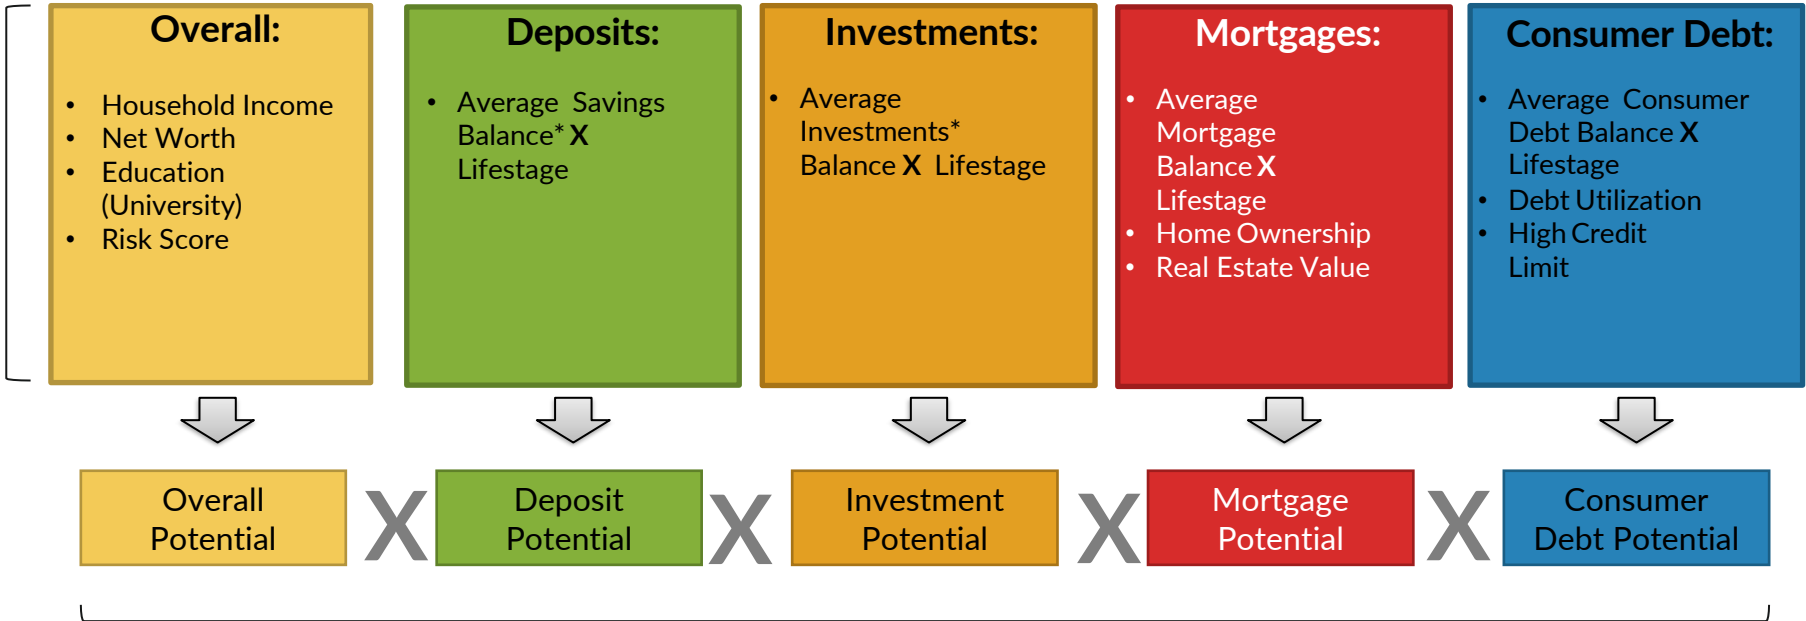 Overall:
• Household Income
• Net Worth
• Education
(University)
• Risk Score
Deposits:
• Average Savings
Balance* X
Lifestage
Investments:
• Average
Investments*
Balance X Lifestage
Mortgages:
• Average
Mortgage
Balance X
Lifestage
• Home Ownership
• Real Estate Value
Consumer Debt:
• Average Consumer
Debt Balance X
Lifestage
• Debt Utilization
• High Credit
Limit
Overall
Potential
X
Deposit
Potential
X
Investment
Potential
X
Mortgage
Potential
X
Consumer
Debt Potential